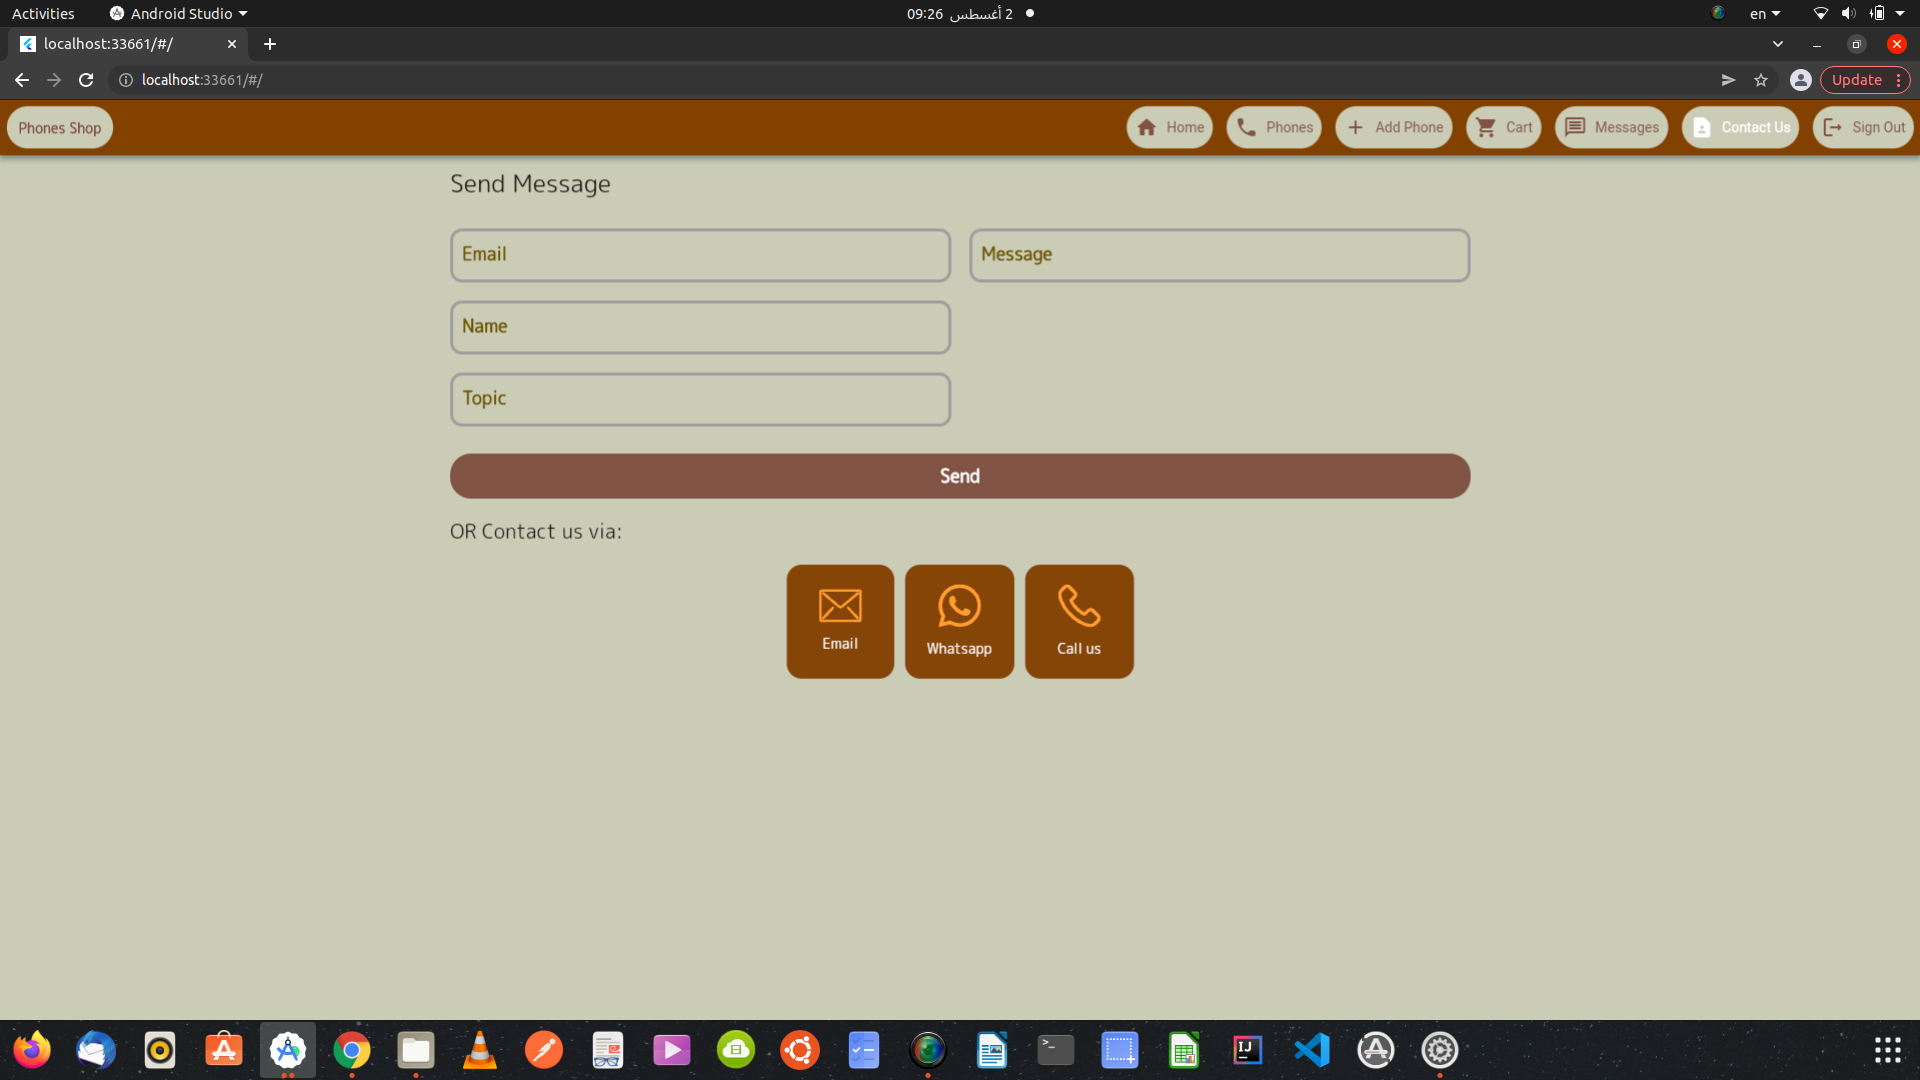 Activities
Android Studio
2 أغسطس 09:26
en
localhost:33661/#/
localhost:33661/#/
Update
Phones Shop
Home
Phones
Add Phone
Cart
Messages
Contact Us
Sign Out
Send Message
Email
Message
Name
Topic
Send
OR Contact us via:
Email
Whatsapp
Call us